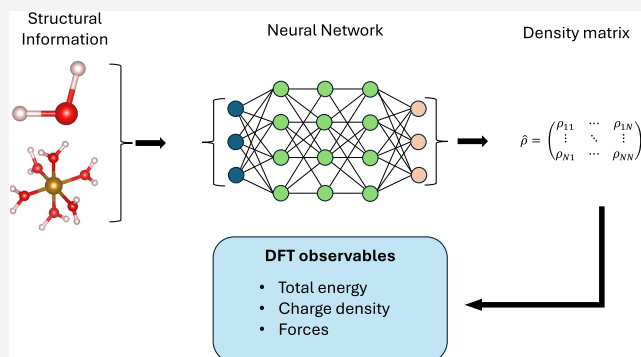 Structural
Information
Neural Network
Density matrix
ρ̂ = (ρ11 ⋯ ρ1N
⋮ ⋱ ⋮
ρN1 ⋯ ρNN)
DFT observables
• Total energy
• Charge density
• Forces